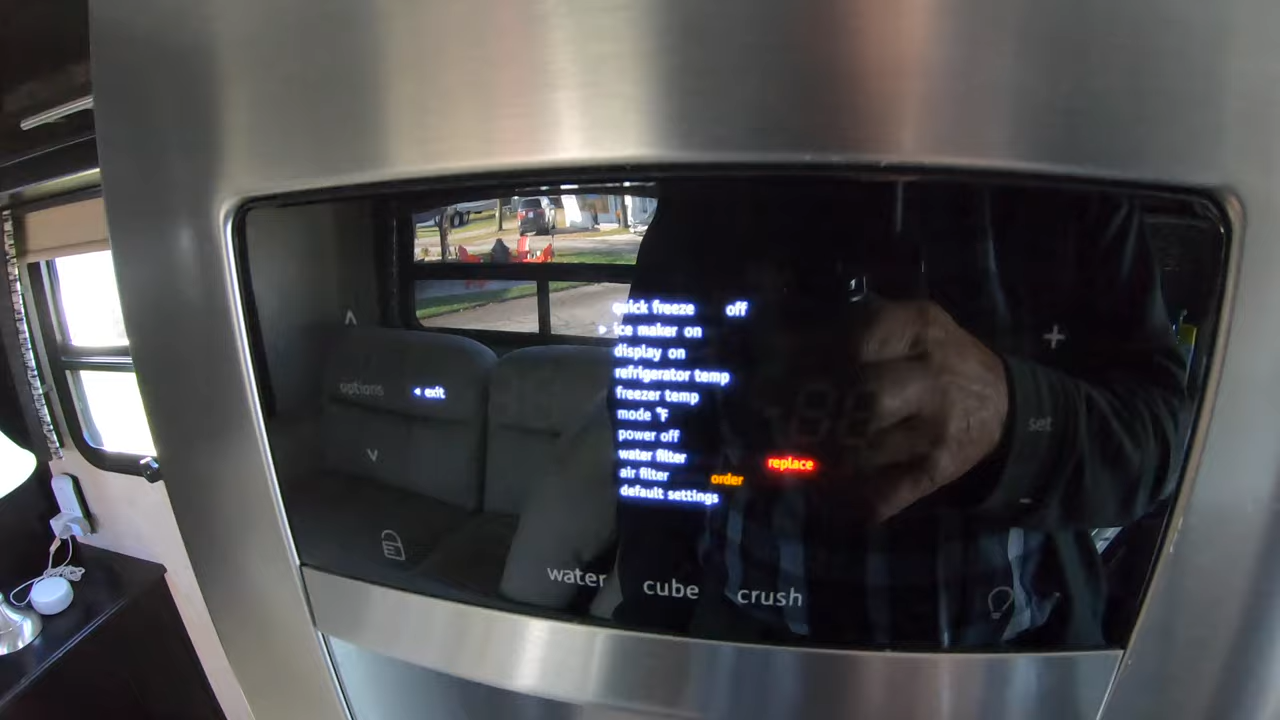 quick freeze off
ice maker on
display on
refrigerator temp
freezer temp
mode °F
power off
water filter replace
air filter order
default settings
options
exit
set
water cube crush